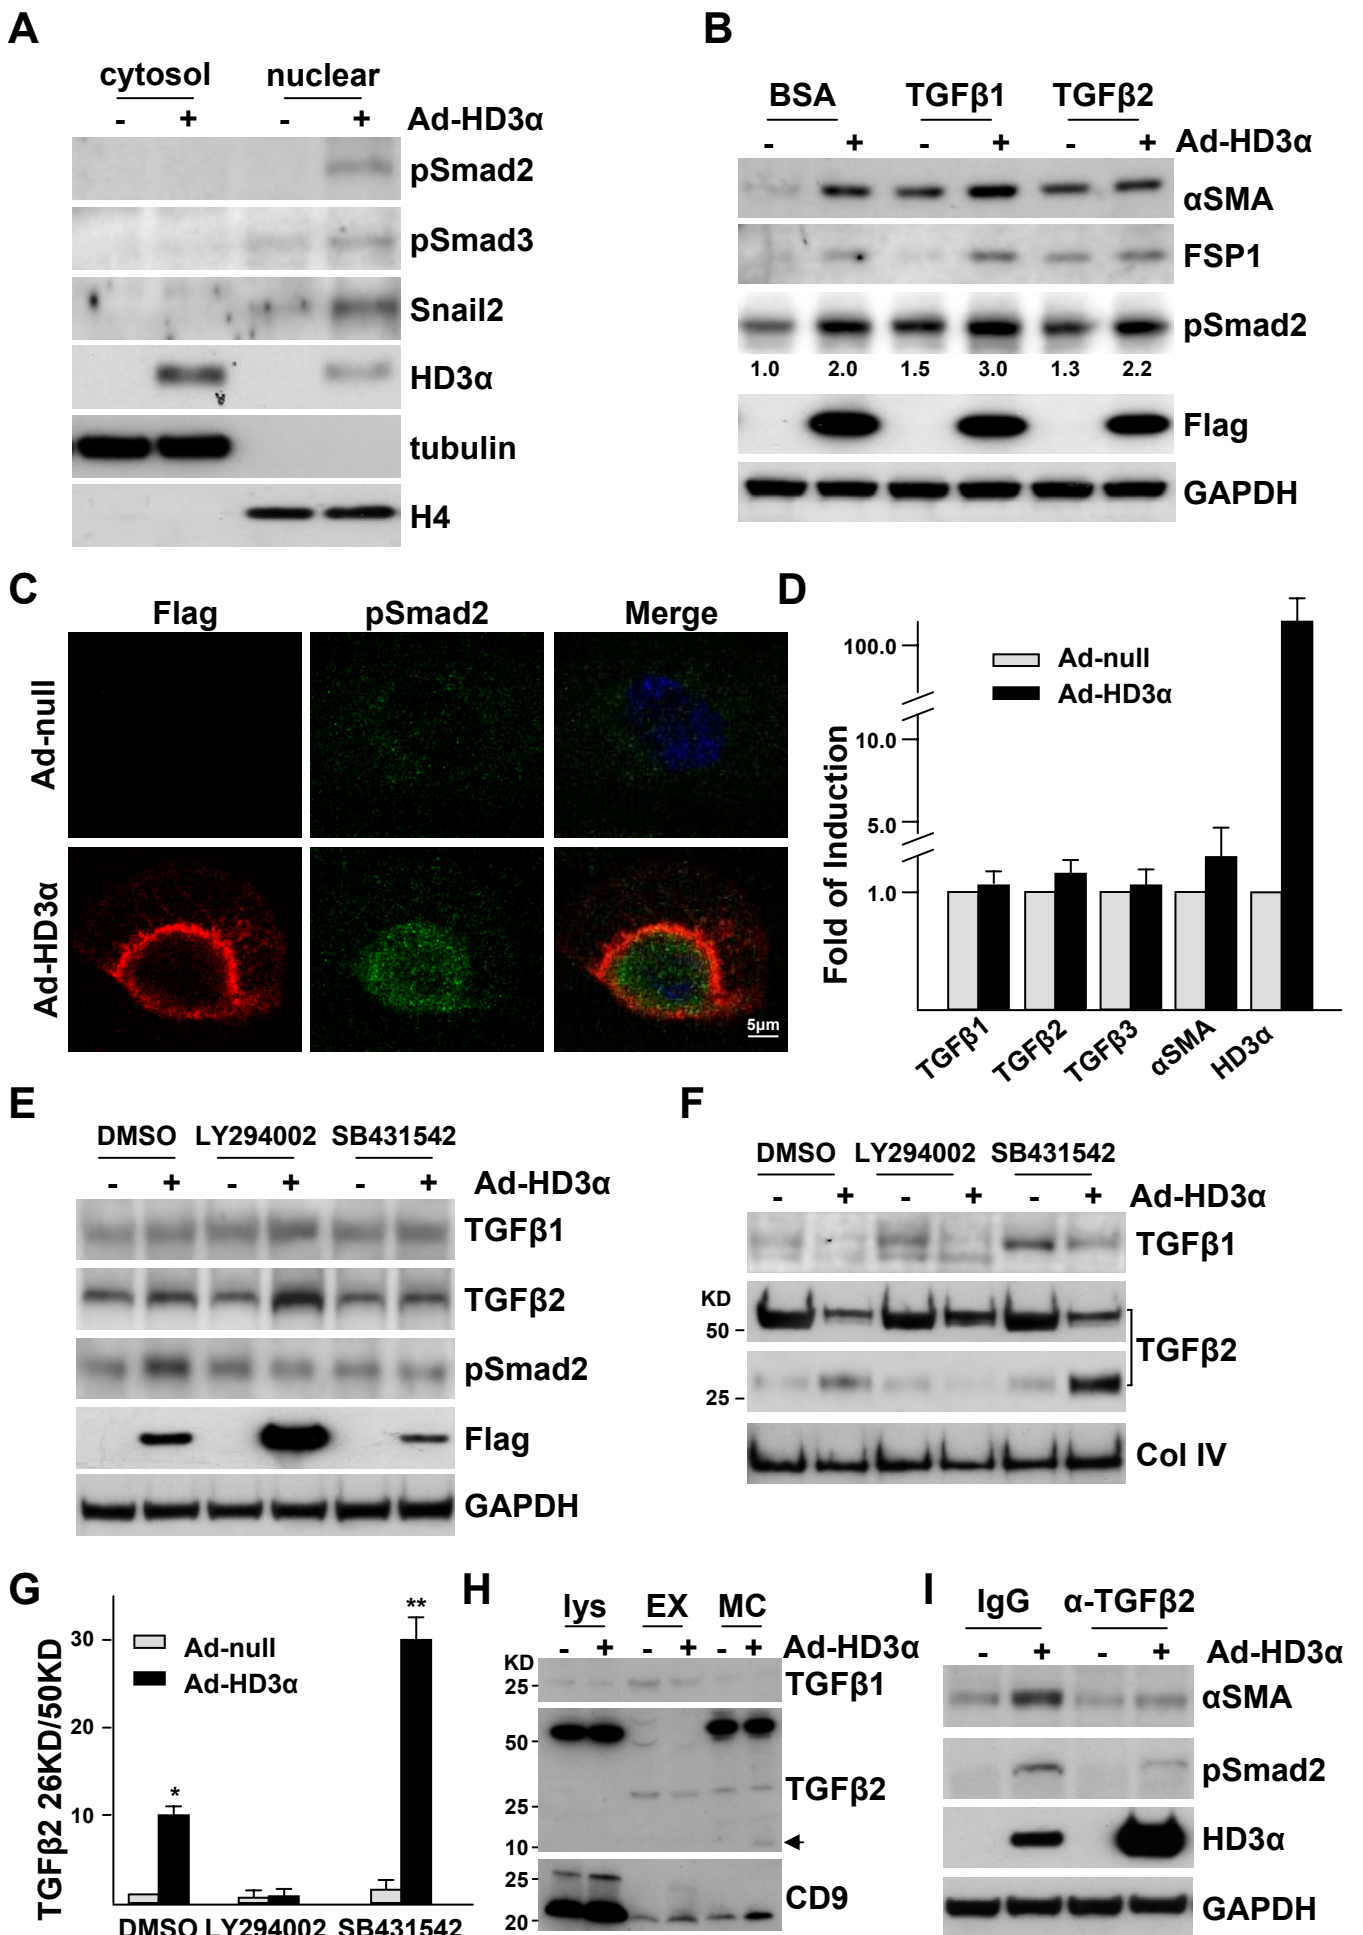 A
cytosol nuclear
- + - + Ad-HD3α
pSmad2
pSmad3
Snail2
HD3α
tubulin
H4
B
BSA TGFβ1 TGFβ2
- + - + - + Ad-HD3α
αSMA
FSP1
pSmad2
1.0 2.0 1.5 3.0 1.3 2.2
Flag
GAPDH
C
Flag pSmad2 Merge
Ad-null
Ad-HD3α
5μm
D
Fold of Induction
100.0
10.0
5.0
1.0
Ad-null
Ad-HD3α
TGFβ1 TGFβ2 TGFβ3 αSMA HD3α
E
DMSO LY294002 SB431542
- + - + - + Ad-HD3α
TGFβ1
TGFβ2
pSmad2
Flag
GAPDH
F
DMSO LY294002 SB431542
- + - + - + Ad-HD3α
TGFβ1
KD
50 -
TGFβ2
25 -
Col IV
G
TGFβ2 26KD/50KD
30
20
10
Ad-null
Ad-HD3α
*
**
DMSO LY294002 SB431542
H
lys EX MC
- + - + - + Ad-HD3α
KD
25 - TGFβ1
50 -
TGFβ2
25 -
10 -
25 -
CD9
20 -
I
IgG α-TGFβ2
- + - + Ad-HD3α
αSMA
pSmad2
HD3α
GAPDH